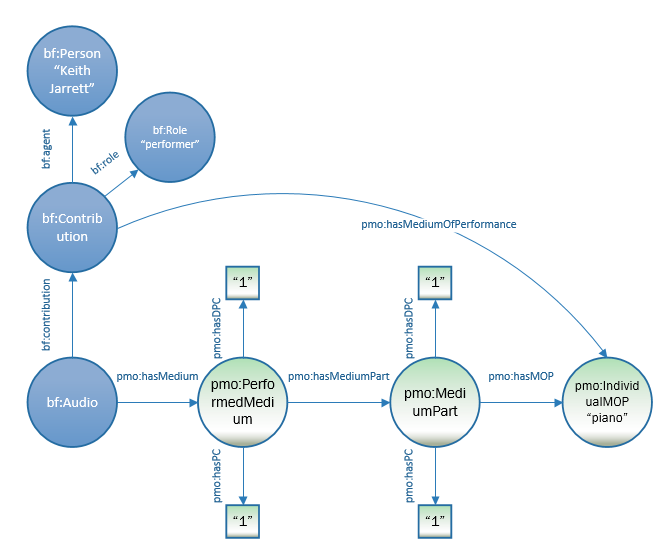 bf:Person
“Keith
Jarrett”
bf:Role
“performer”
bf:agent
bf:role
bf:Contrib
ution
pmo:hasMediumOfPerformance
bf:contribution
“1”
“1”
pmo:hasDPC
pmo:hasDPC
bf:Audio
pmo:hasMedium
pmo:Perfo
rmedMedi
um
pmo:hasMediumPart
pmo:Medi
umPart
pmo:hasMOP
pmo:Individ
ualMOP
“piano”
pmo:hasPC
pmo:hasPC
“1”
“1”